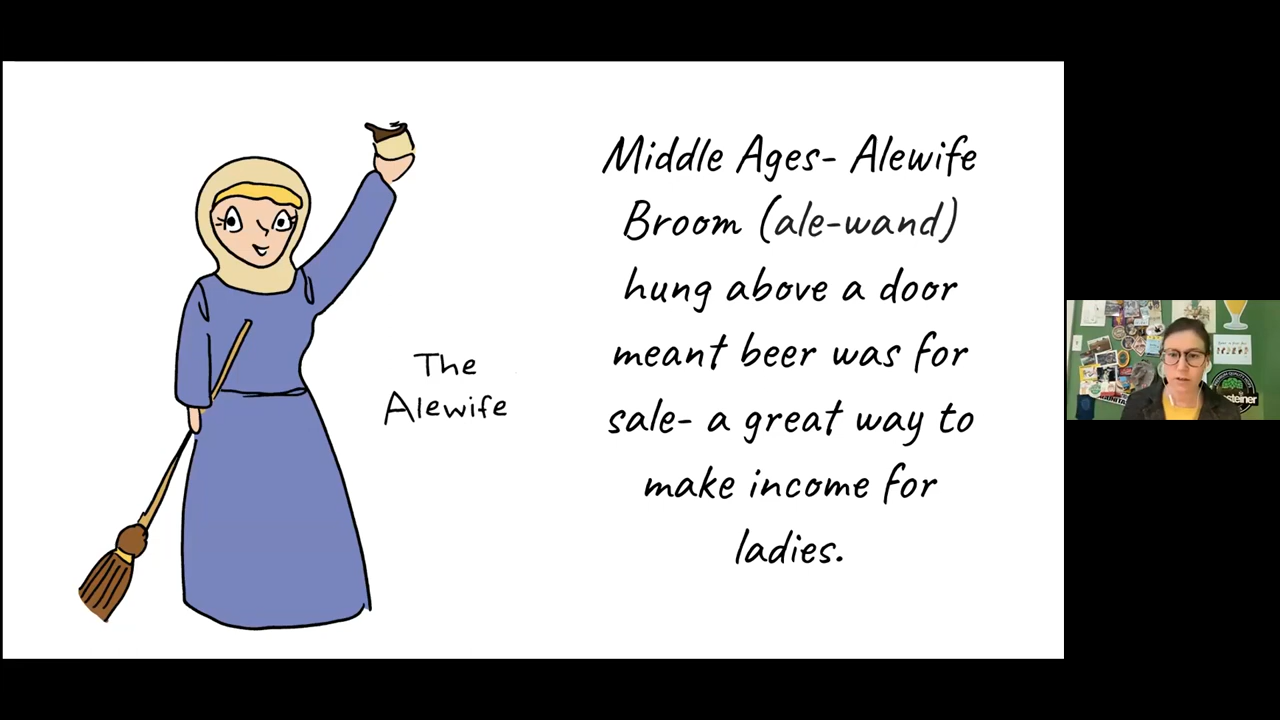 Middle Ages- Alewife
Broom (ale-wand)
hung above a door
meant beer was for
sale- a great way to
make income for
ladies.
The
Alewife
steiner